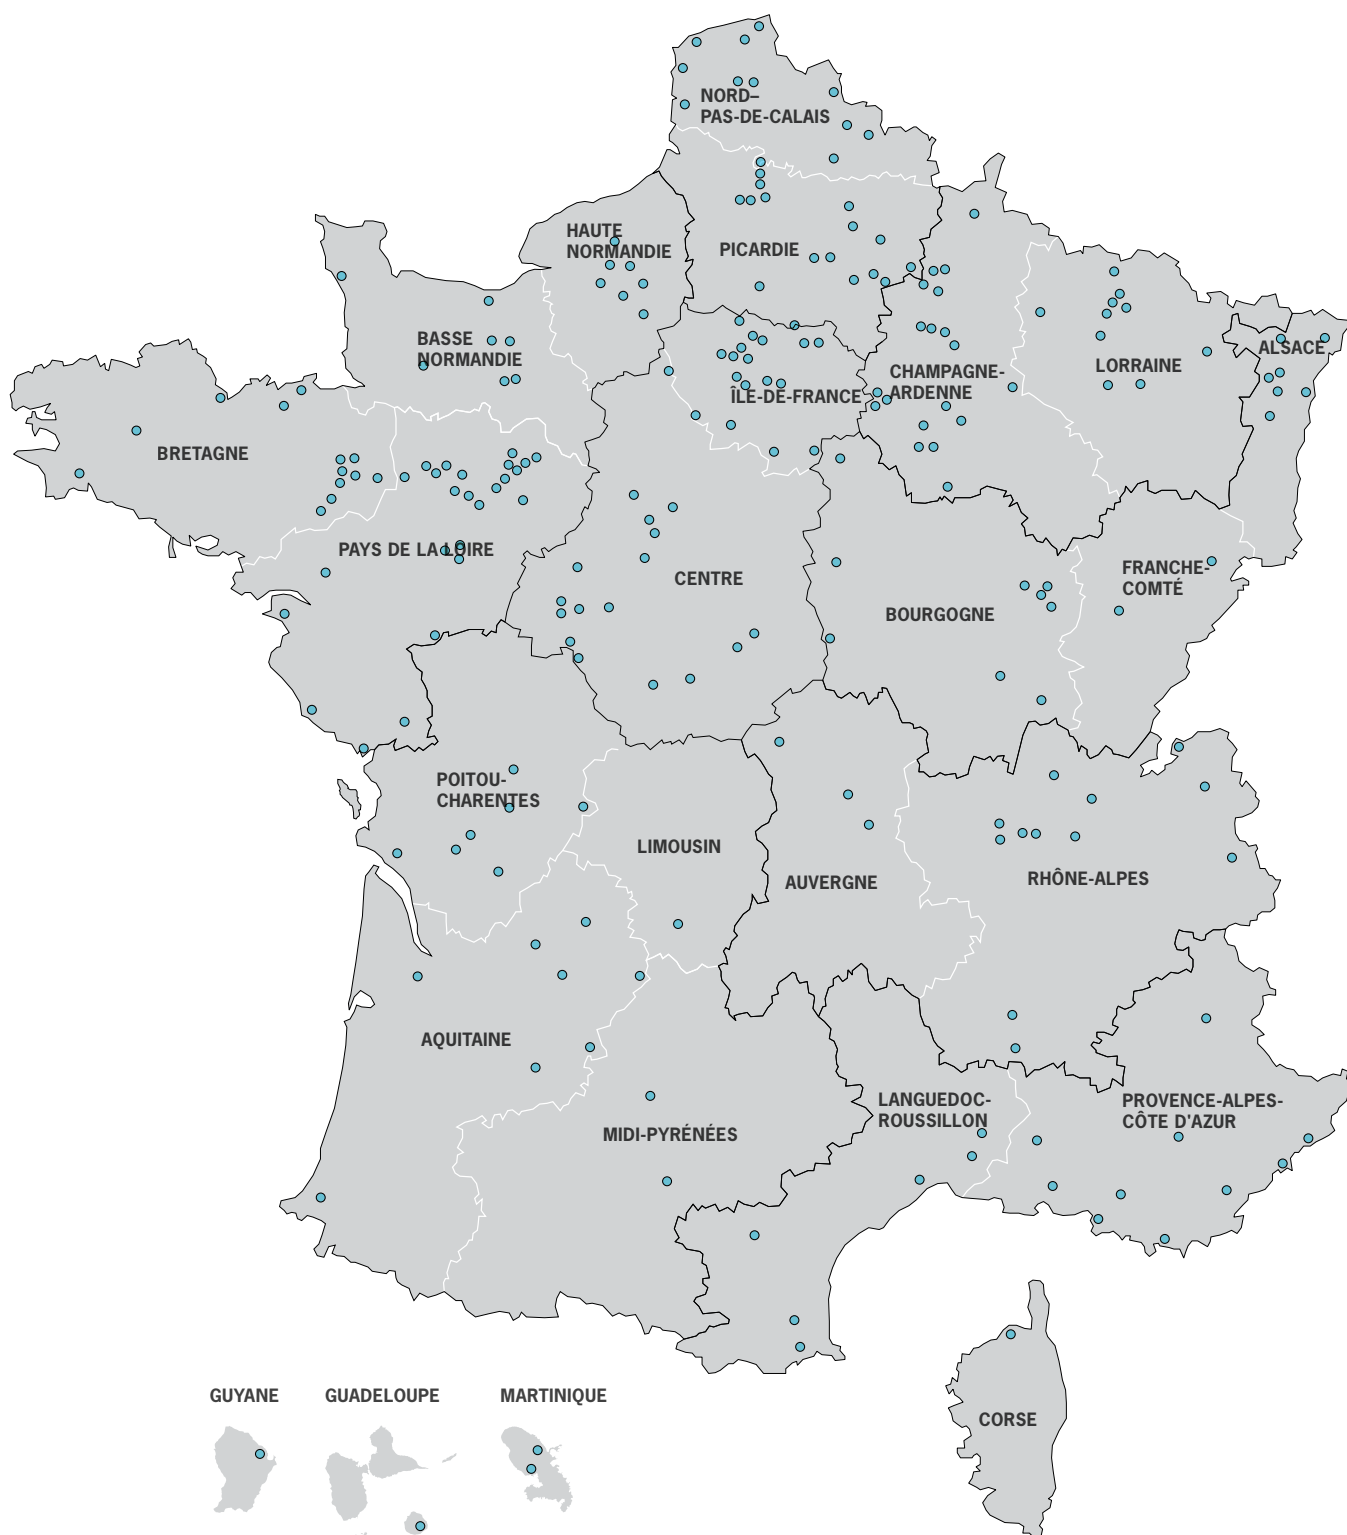 NORD–
PAS-DE-CALAIS
HAUTE
NORMANDIE
PICARDIE
BASSE
NORMANDIE
ALSACE
LORRAINE
CHAMPAGNE-
ARDENNE
ÎLE-DE-FRANCE
BRETAGNE
PAYS DE LA LOIRE
CENTRE
FRANCHE-
COMTÉ
BOURGOGNE
POITOU-
CHARENTES
LIMOUSIN
AUVERGNE
RHÔNE-ALPES
AQUITAINE
LANGUEDOC-
ROUSSILLON
PROVENCE-ALPES-
CÔTE D'AZUR
MIDI-PYRÉNÉES
GUYANE
GUADELOUPE
MARTINIQUE
CORSE